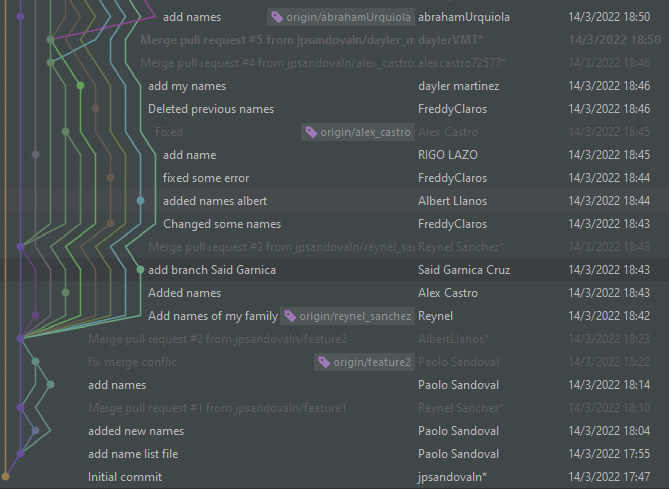 add names origin/abrahamUrquiola abrahamUrquiola 14/3/2022 18:50
Merge pull request #5 from jpsandovaln/dayler_m daylerVMT* 14/3/2022 18:50
Merge pull request #4 from jpsandovaln/alex_castro alexcastro72577* 14/3/2022 18:46
add my names dayler martinez 14/3/2022 18:46
Deleted previous names FreddyClaros 14/3/2022 18:46
Fixed origin/alex_castro Alex Castro 14/3/2022 18:45
add name RIGO LAZO 14/3/2022 18:45
fixed some error FreddyClaros 14/3/2022 18:44
added names albert Albert Llanos 14/3/2022 18:44
Changed some names FreddyClaros 14/3/2022 18:43
Merge pull request #3 from jpsandovaln/reynel_sa Reynel Sanchez* 14/3/2022 18:43
add branch Said Garnica Said Garnica Cruz 14/3/2022 18:43
Added names Alex Castro 14/3/2022 18:43
Add names of my family origin/reynel_sanchez Reynel 14/3/2022 18:42
Merge pull request #2 from jpsandovaln/feature2 AlbertLlanos* 14/3/2022 18:23
fix merge conflic origin/feature2 Paolo Sandoval 14/3/2022 18:22
add names Paolo Sandoval 14/3/2022 18:14
Merge pull request #1 from jpsandovaln/feature1 Reynel Sanchez* 14/3/2022 18:10
added new names Paolo Sandoval 14/3/2022 18:04
add name list file Paolo Sandoval 14/3/2022 17:55
Initial commit jpsandovaln* 14/3/2022 17:47